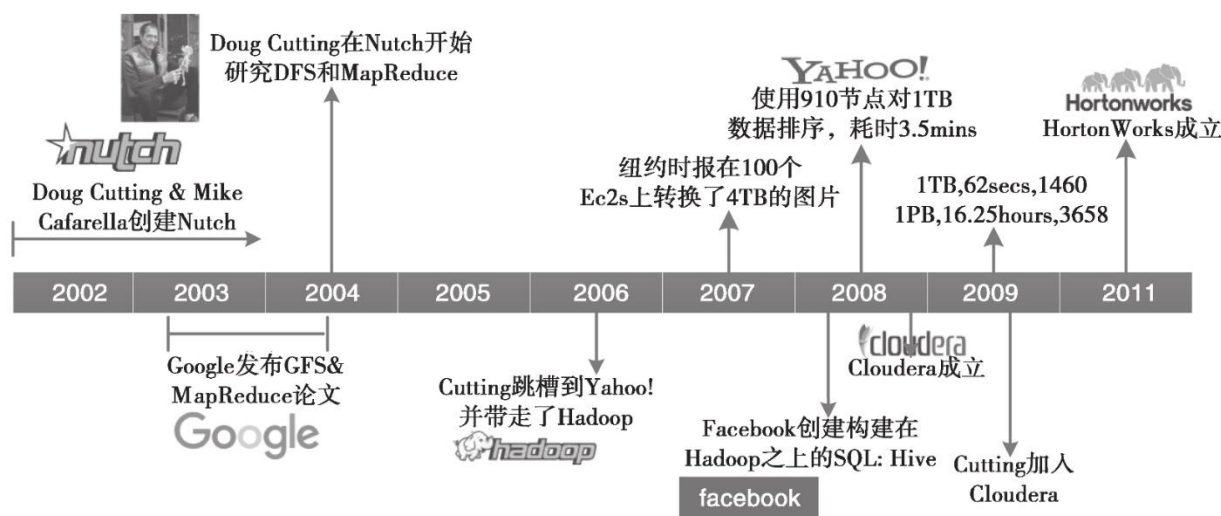 Doug Cutting在Nutch开始
研究DFS和MapReduce
nutch
Doug Cutting & Mike
Cafarella创建Nutch
纽约时报在100个
Ec2s上转换了4TB的图片
YAHOO!
使用910节点对1TB
数据排序，耗时3.5mins
1TB,62secs,1460
1PB,16.25hours,3658
Hortonworks
HortonWorks成立
2002 2003 2004 2005 2006 2007 2008 2009 2011
Google发布GFS&
MapReduce论文
Google
Cutting跳槽到Yahoo!
并带走了Hadoop
hadoop
cloudera
Cloudera成立
Facebook创建构建在
Hadoop之上的SQL: Hive
facebook
Cutting加入
Cloudera